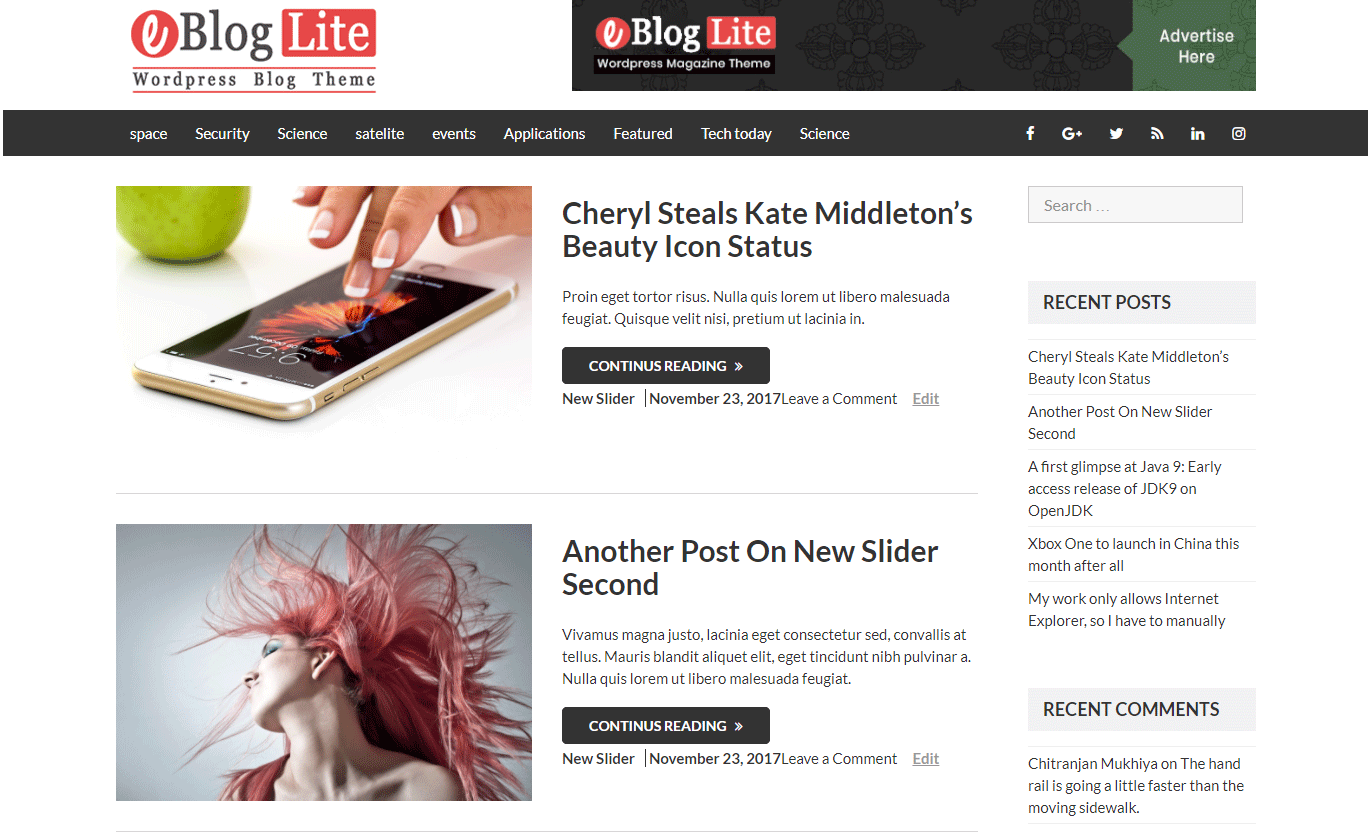 eBlog Lite
Wordpress Blog Theme
eBlog Lite
Wordpress Magazine Theme
Advertise
Here
space Security Science satelite events Applications Featured Tech today Science
Cheryl Steals Kate Middleton’s
Beauty Icon Status
Proin eget tortor risus. Nulla quis lorem ut libero malesuada
feugiat. Quisque velit nisi, pretium ut lacinia in.
CONTINUS READING »
New Slider | November 23, 2017Leave a Comment Edit
9:57
Another Post On New Slider
Second
Vivamus magna justo, lacinia eget consectetur sed, convallis at
tellus. Mauris blandit aliquet elit, eget tincidunt nibh pulvinar a.
Nulla quis lorem ut libero malesuada feugiat.
CONTINUS READING »
New Slider | November 23, 2017Leave a Comment Edit
Search …
RECENT POSTS
Cheryl Steals Kate Middleton’s
Beauty Icon Status
Another Post On New Slider
Second
A first glimpse at Java 9: Early
access release of JDK9 on
OpenJDK
Xbox One to launch in China this
month after all
My work only allows Internet
Explorer, so I have to manually
RECENT COMMENTS
Chitranjan Mukhiya on The hand
rail is going a little faster than the
moving sidewalk.